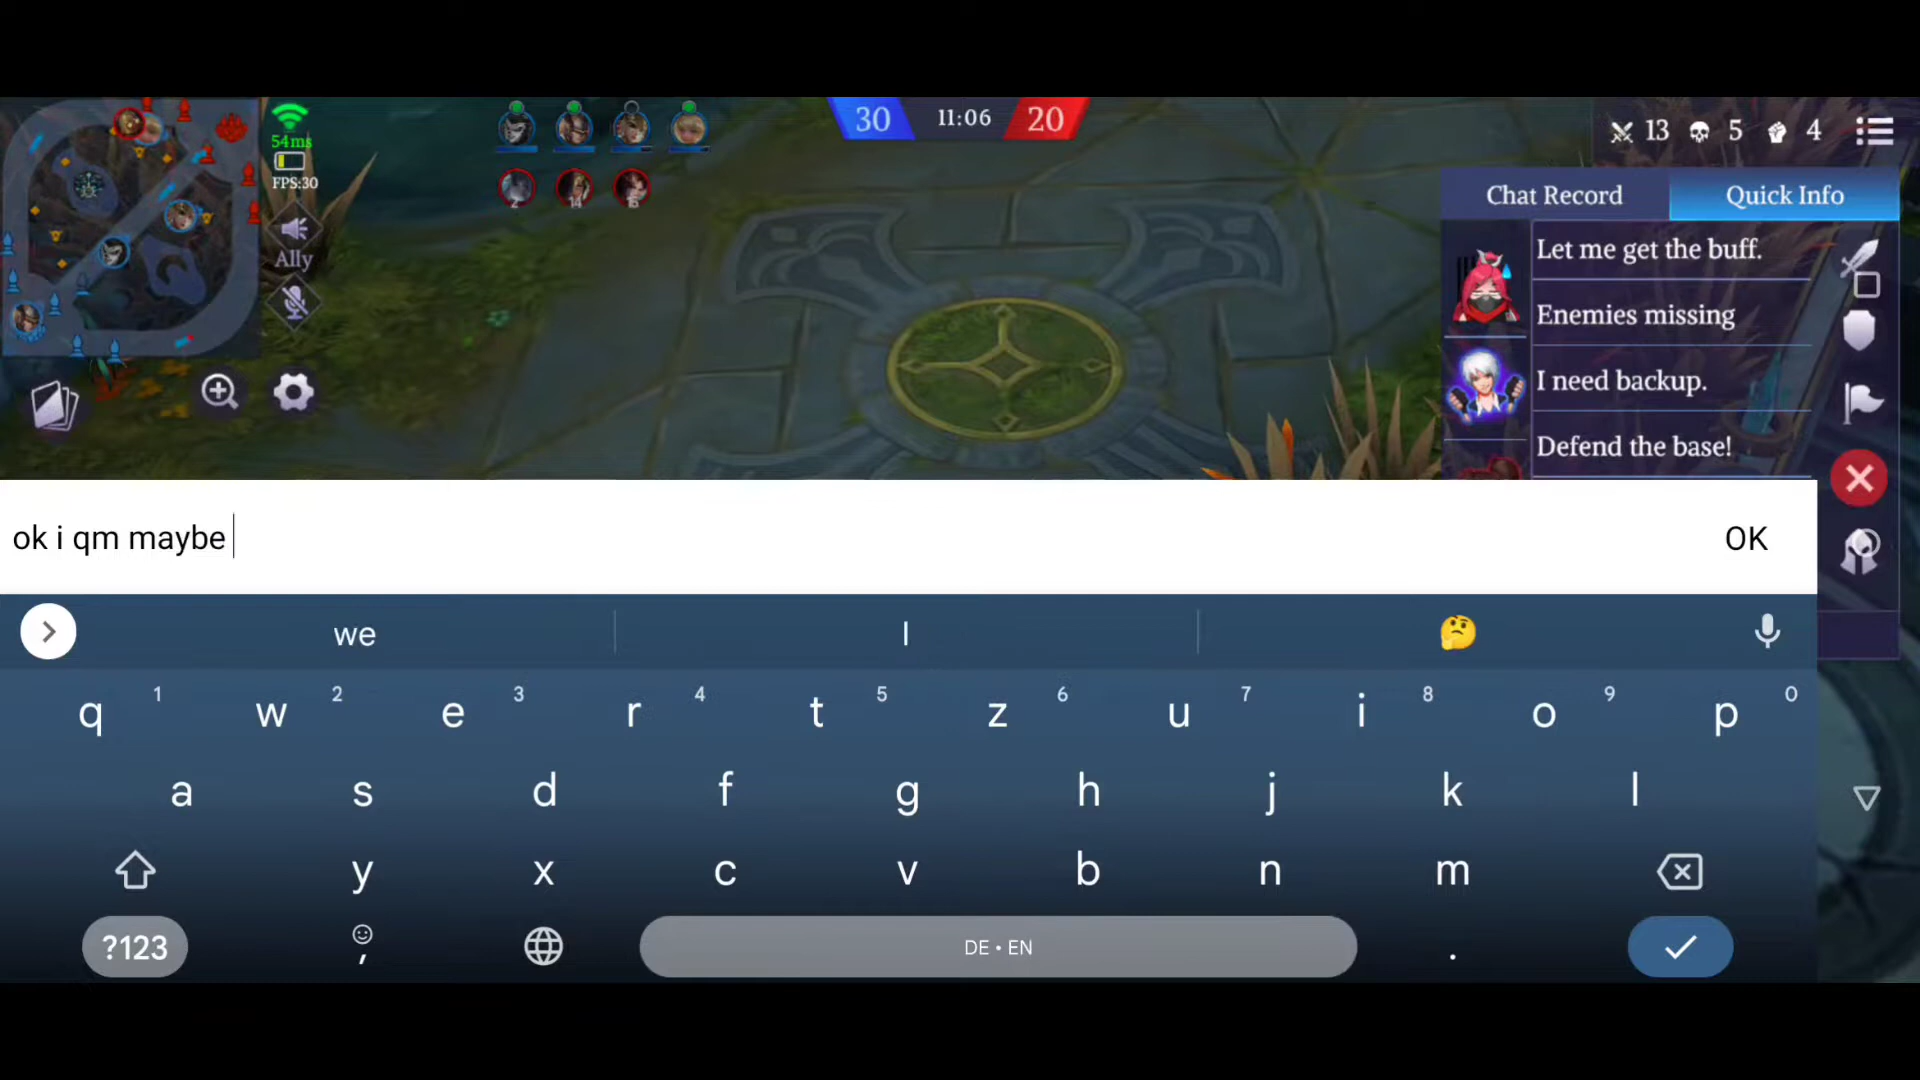 30 11:06 20
13 5 4
54ms
FPS:30
2 14
Ally
Chat Record Quick Info
Let me get the buff.
Enemies missing
I need backup.
Defend the base!
ok i qm maybe OK
we I 🤔
q 1 w 2 e 3 r 4 t 5 z 6 u 7 i 8 o 9 p 0
a s d f g h j k l
y x c v b n m
?123 , DE • EN .